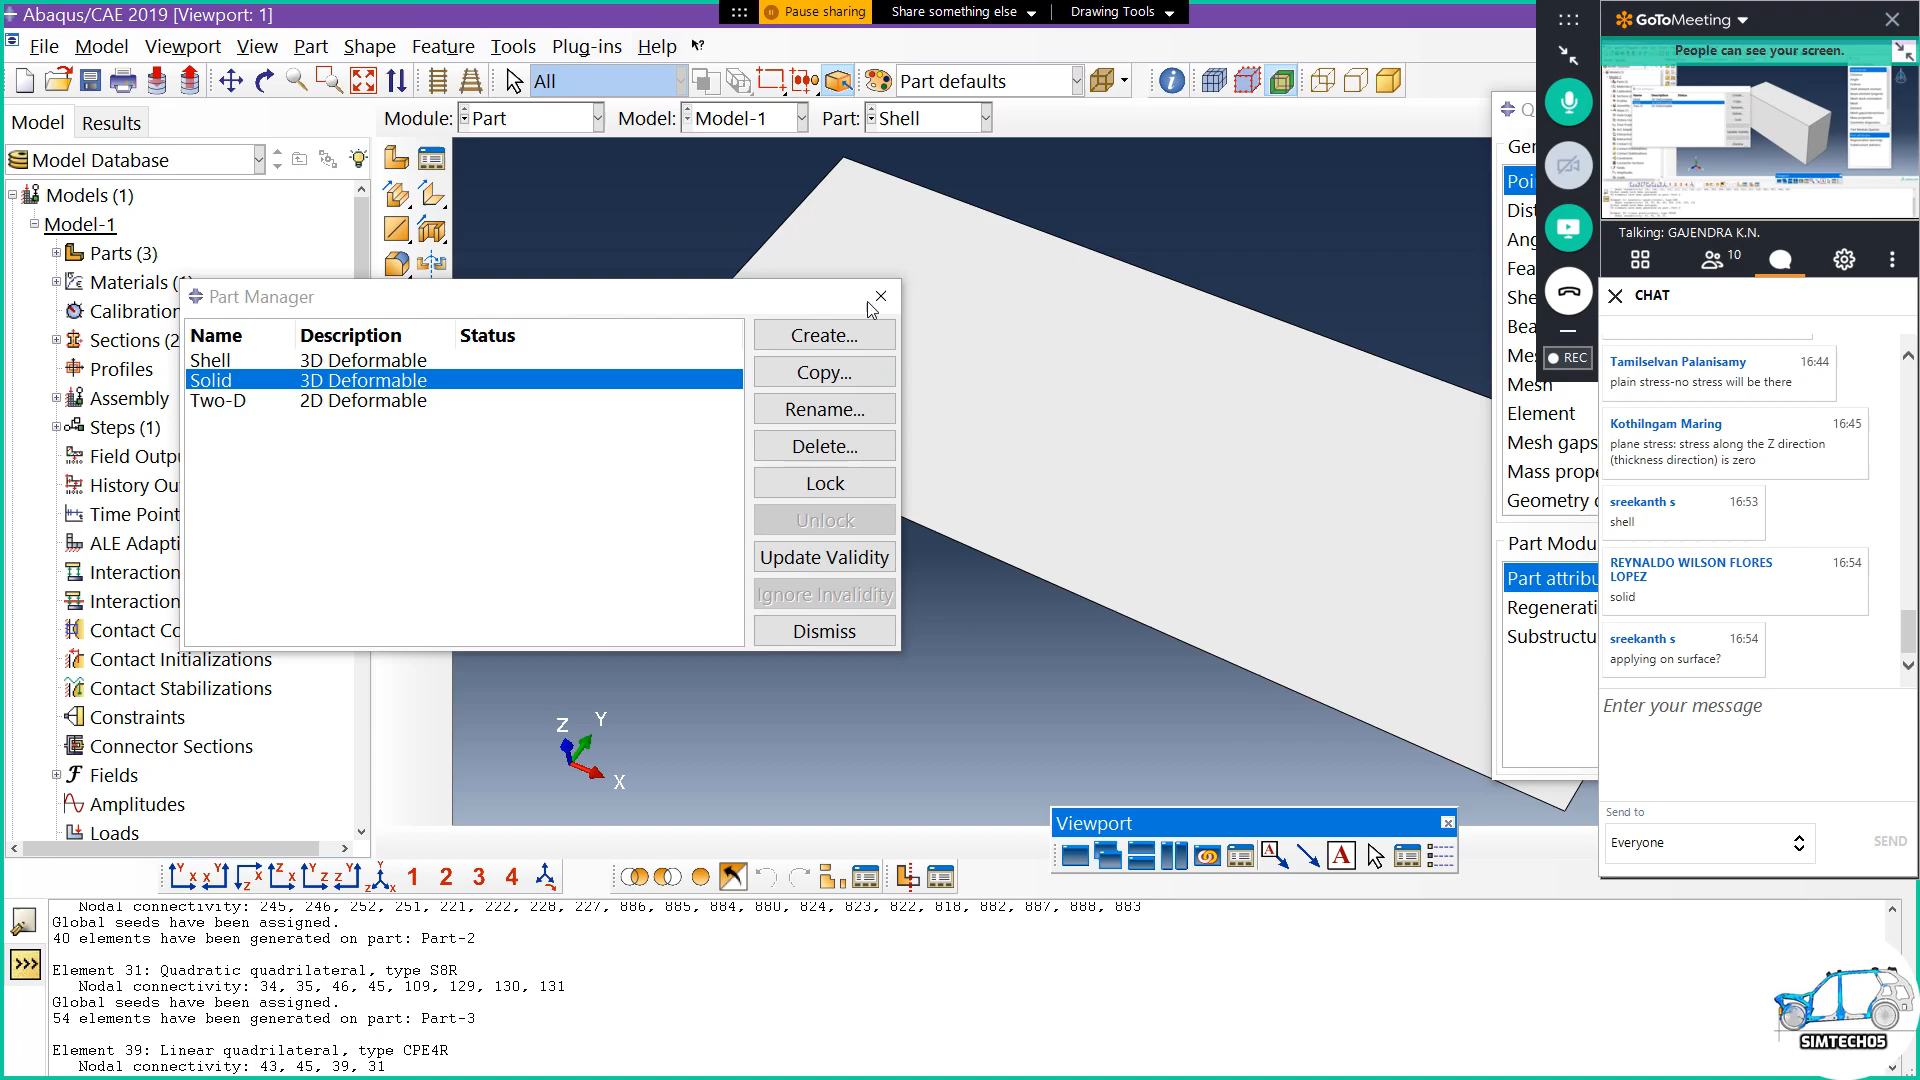 Abaqus/CAE 2019 [Viewport: 1]
Pause sharing
Share something else
Drawing Tools
GoToMeeting
People can see your screen.
File Model Viewport View Part Shape Feature Tools Plug-ins Help
All
Part defaults
Model Results
Module: Part Model: Model-1 Part: Shell
Model Database
Models (1)
Model-1
Parts (3)
Materials (1
Calibration
Sections (2
Profiles
Assembly
Steps (1)
Field Outp
History Ou
Time Point
ALE Adapti
Interaction
Interaction
Contact Co
Contact Initializations
Contact Stabilizations
Constraints
Connector Sections
Fields
Amplitudes
Loads
Part Manager
Name Description Status
Shell 3D Deformable
Solid 3D Deformable
Two-D 2D Deformable
Create...
Copy...
Rename...
Delete...
Lock
Unlock
Update Validity
Ignore Invalidity
Dismiss
Z Y
X
Q
Ger
Poi
Dist
Ang
Fea
She
Bea
Mes
Mesh
Element
Mesh gaps
Mass prope
Geometry d
Part Modu
Part attribu
Regenerati
Substructu
REC
Talking: GAJENDRA K.N.
10
CHAT
Tamilselvan Palanisamy 16:44
plain stress-no stress will be there
Kothilngam Maring 16:45
plane stress: stress along the Z direction
(thickness direction) is zero
sreekanth s 16:53
shell
REYNALDO WILSON FLORES 16:54
LOPEZ
solid
sreekanth s 16:54
applying on surface?
Enter your message
Send to
Everyone
SEND
Viewport
A
1 2 3 4
Nodal connectivity: 245, 246, 252, 251, 221, 222, 228, 227, 886, 885, 884, 880, 824, 823, 822, 818, 882, 887, 888, 883
Global seeds have been assigned.
40 elements have been generated on part: Part-2
Element 31: Quadratic quadrilateral, type S8R
Nodal connectivity: 34, 35, 46, 45, 109, 129, 130, 131
Global seeds have been assigned.
54 elements have been generated on part: Part-3
Element 39: Linear quadrilateral, type CPE4R
Nodal connectivity: 43, 45, 39, 31
>>>
SIMTECH05